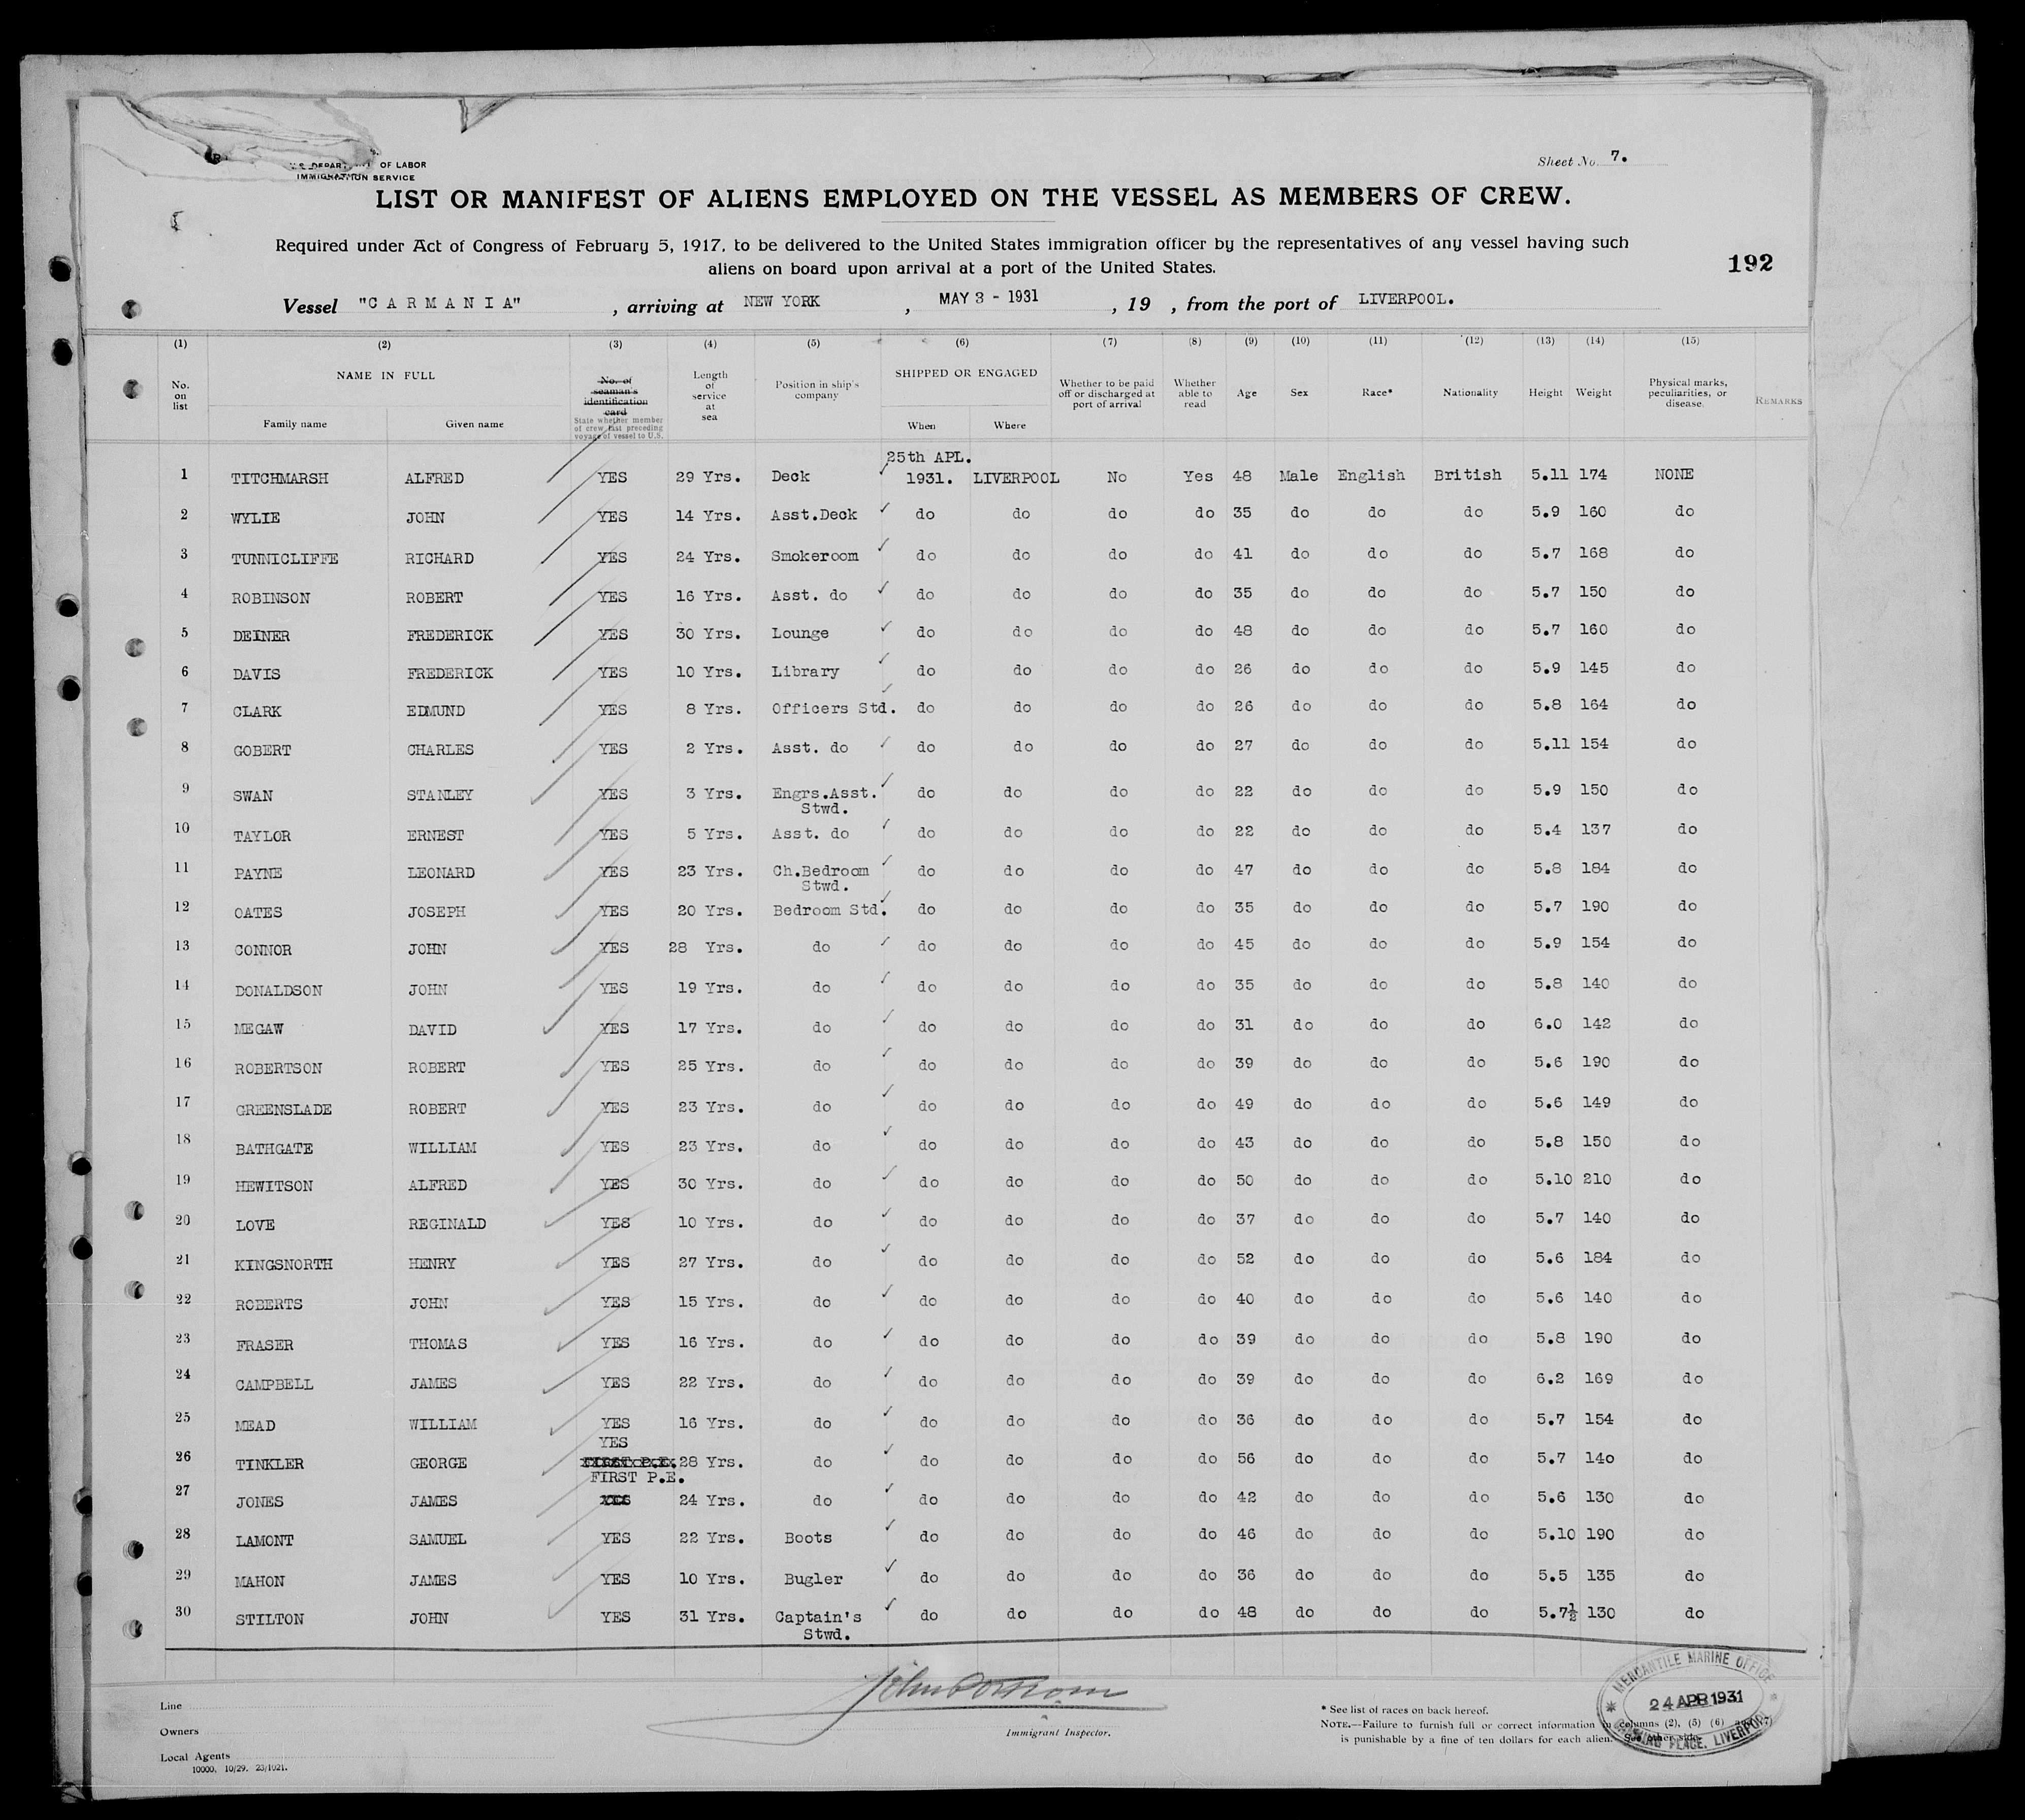 U.S. DEPARTMENT OF LABOR
IMMIGRATION SERVICE
Sheet No. 7.
LIST OR MANIFEST OF ALIENS EMPLOYED ON THE VESSEL AS MEMBERS OF CREW.
Required under Act of Congress of February 5, 1917, to be delivered to the United States immigration officer by the representatives of any vessel having such
aliens on board upon arrival at a port of the United States.
192
Vessel "C A R M A N I A" , arriving at NEW YORK , MAY 3 - 1931 , 19 , from the port of LIVERPOOL.
(1) (2) (3) (4) (5) (6) (7) (8) (9) (10) (11) (12) (13) (14) (15)
No. on list NAME IN FULL Family name Given name No. of seaman's identification card State whether member of crew last preceding voyage of vessel to U.S. Length of service at sea Position in ship's company SHIPPED OR ENGAGED When Where Whether to be paid off or discharged at port of arrival Whether able to read Age Sex Race* Nationality Height Weight Physical marks, peculiarities, or disease. REMARKS
25th APL.
1 TITCHMARSH ALFRED YES 29 Yrs. Deck 1931. LIVERPOOL No Yes 48 Male English British 5.11 174 NONE
2 WYLIE JOHN YES 14 Yrs. Asst.Deck do do do do 35 do do do 5.9 160 do
3 TUNNICLIFFE RICHARD YES 24 Yrs. Smokeroom do do do do 41 do do do 5.7 168 do
4 ROBINSON ROBERT YES 16 Yrs. Asst. do do do do do 35 do do do 5.7 150 do
5 DEINER FREDERICK YES 30 Yrs. Lounge do do do do 48 do do do 5.7 160 do
6 DAVIS FREDERICK YES 10 Yrs. Library do do do do 26 do do do 5.9 145 do
7 CLARK EDMUND YES 8 Yrs. Officers Std. do do do do 26 do do do 5.8 164 do
8 GOBERT CHARLES YES 2 Yrs. Asst. do do do do do 27 do do do 5.11 154 do
9 SWAN STANLEY YES 3 Yrs. Engrs.Asst. do do do do 22 do do do 5.9 150 do
Stwd.
10 TAYLOR ERNEST YES 5 Yrs. Asst. do do do do do 22 do do do 5.4 137 do
11 PAYNE LEONARD YES 23 Yrs. Ch.Bedroom do do do do 47 do do do 5.8 184 do
Stwd.
12 OATES JOSEPH YES 20 Yrs. Bedroom Std. do do do do 35 do do do 5.7 190 do
13 CONNOR JOHN YES 28 Yrs. do do do do do 45 do do do 5.9 154 do
14 DONALDSON JOHN YES 19 Yrs. do do do do do 35 do do do 5.8 140 do
15 MEGAW DAVID YES 17 Yrs. do do do do do 31 do do do 6.0 142 do
16 ROBERTSON ROBERT YES 25 Yrs. do do do do do 39 do do do 5.6 190 do
17 GREENSLADE ROBERT YES 23 Yrs. do do do do do 49 do do do 5.6 149 do
18 BATHGATE WILLIAM YES 23 Yrs. do do do do do 43 do do do 5.8 150 do
19 HEWITSON ALFRED YES 30 Yrs. do do do do do 50 do do do 5.10 210 do
20 LOVE REGINALD YES 10 Yrs. do do do do do 37 do do do 5.7 140 do
21 KINGSNORTH HENRY YES 27 Yrs. do do do do do 52 do do do 5.6 184 do
22 ROBERTS JOHN YES 15 Yrs. do do do do do 40 do do do 5.6 140 do
23 FRASER THOMAS YES 16 Yrs. do do do do do 39 do do do 5.8 190 do
24 CAMPBELL JAMES YES 22 Yrs. do do do do do 39 do do do 6.2 169 do
25 MEAD WILLIAM YES 16 Yrs. do do do do do 36 do do do 5.7 154 do
YES
26 TINKLER GEORGE FIRST P.E. 28 Yrs. do do do do do 56 do do do 5.7 140 do
FIRST P.E.
27 JONES JAMES YES 24 Yrs. do do do do do 42 do do do 5.6 130 do
28 LAMONT SAMUEL YES 22 Yrs. Boots do do do do 46 do do do 5.10 190 do
29 MAHON JAMES YES 10 Yrs. Bugler do do do do 36 do do do 5.5 135 do
30 STILTON JOHN YES 31 Yrs. Captain's do do do do 48 do do do 5.7½ 130 do
Stwd.
Line
Owners
Local Agents
10000. 10/29. 23/1021.
Immigrant Inspector.
* See list of races on back hereof.
NOTE.—Failure to furnish full or correct information in columns (2), (5) (6)
is punishable by a fine of ten dollars for each alien. See other side.
MERCANTILE MARINE OFFICE
24 APR 1931
PLACE, LIVERPOOL